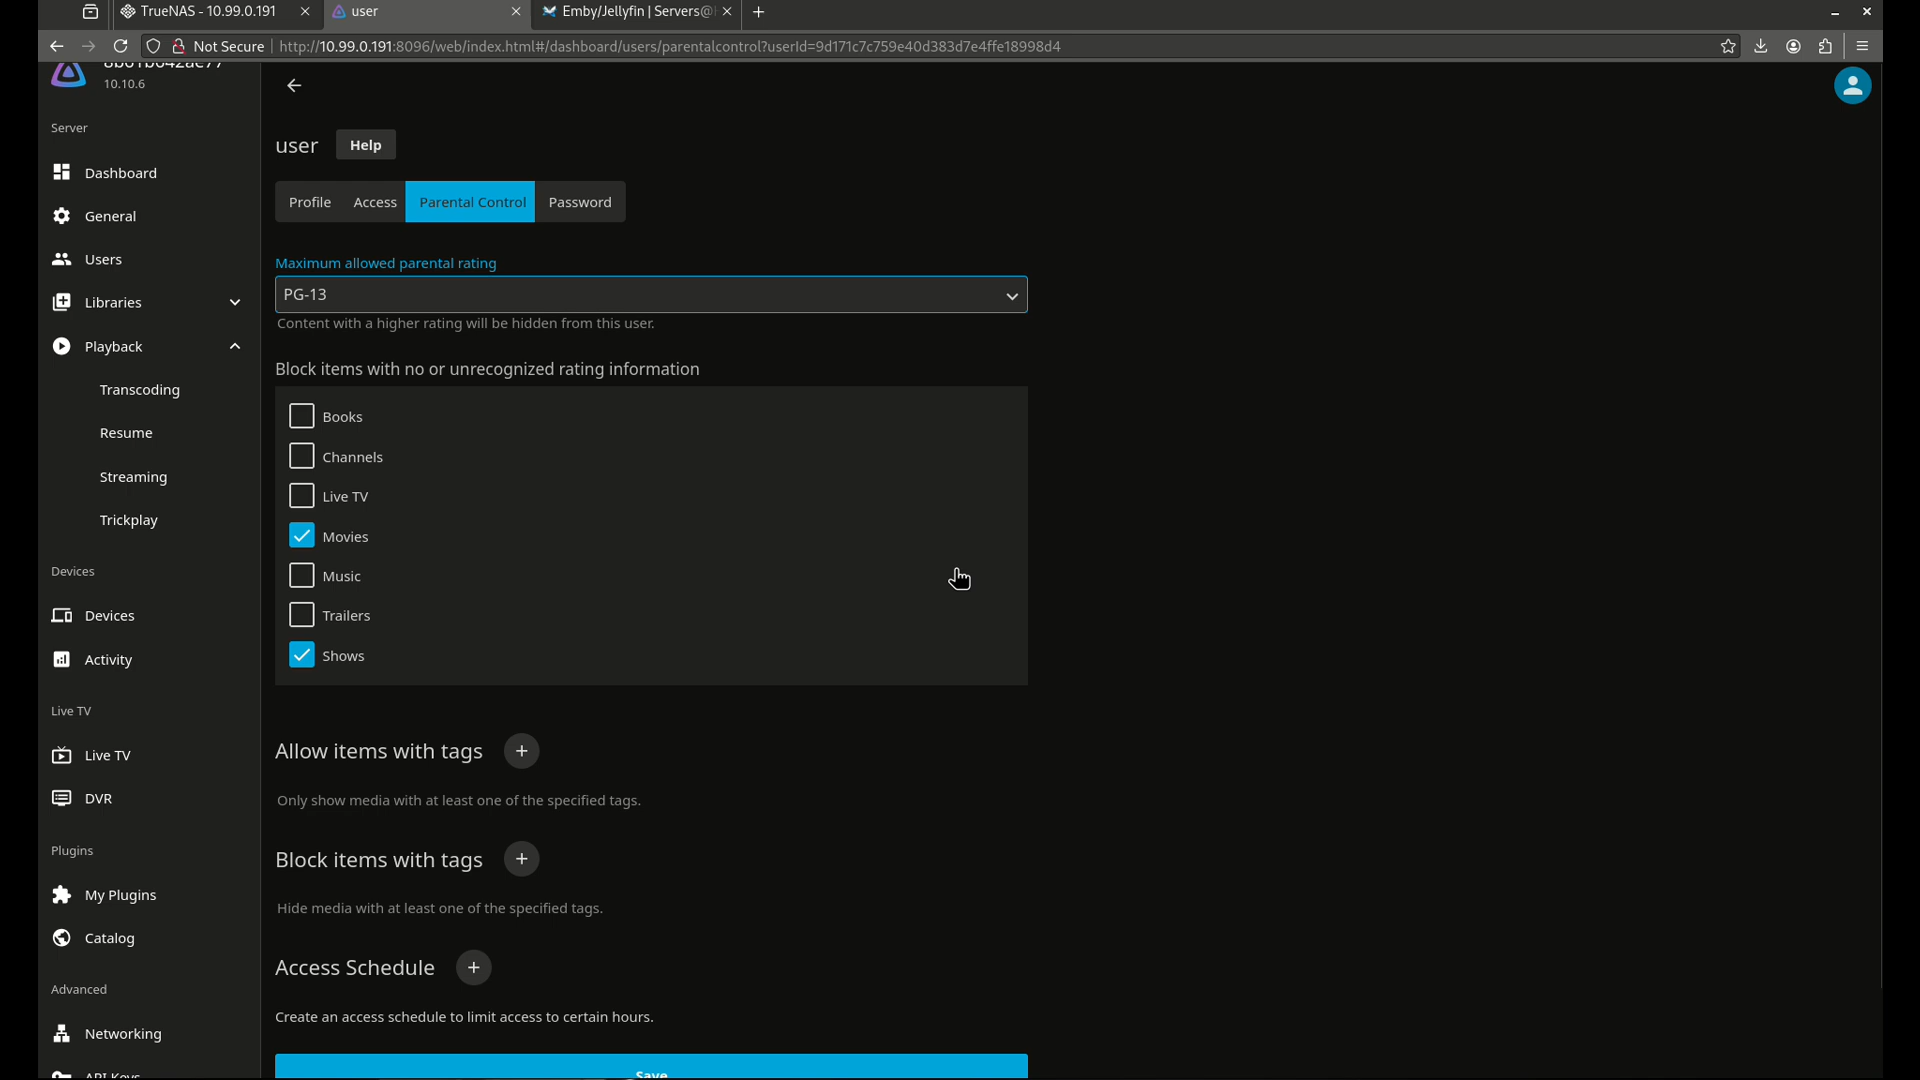 TrueNAS - 10.99.0.191
user
Emby/Jellyfin | Servers@
Not Secure
http://10.99.0.191:8096/web/index.html#/dashboard/users/parentalcontrol?userId=9d171c7c759e40d383d7e4ffe18998d4
10.10.6
Server
Dashboard
General
Users
Libraries
Playback
Transcoding
Resume
Streaming
Trickplay
Devices
Devices
Activity
Live TV
Live TV
DVR
Plugins
My Plugins
Catalog
Advanced
Networking
API Keys
user
Help
Profile
Access
Parental Control
Password
Maximum allowed parental rating
PG-13
Content with a higher rating will be hidden from this user.
Block items with no or unrecognized rating information
Books
Channels
Live TV
Movies
Music
Trailers
Shows
Allow items with tags
Only show media with at least one of the specified tags.
Block items with tags
Hide media with at least one of the specified tags.
Access Schedule
Create an access schedule to limit access to certain hours.
Save